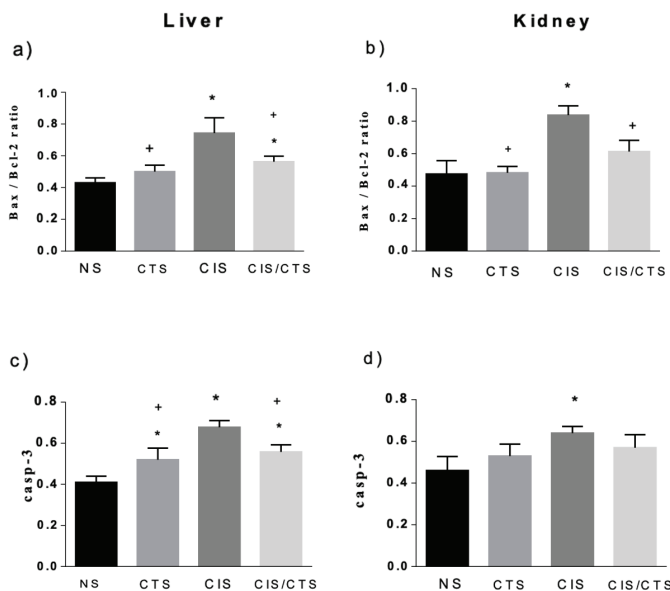 Liver
Kidney
a)
b)
Bax / Bcl-2 ratio
1.0
0.8
0.6
0.4
0.2
0.0
+
*
+
*
NS
CTS
CIS
CIS/CTS
Bax / Bcl-2 ratio
1.0
0.8
0.6
0.4
0.2
0.0
+
*
+
NS
CTS
CIS
CIS/CTS
c)
d)
casp-3
0.8
0.6
0.4
0.2
0.0
+
*
*
+
*
NS
CTS
CIS
CIS/CTS
casp-3
0.8
0.6
0.4
0.2
0.0
*
NS
CTS
CIS
CIS/CTS